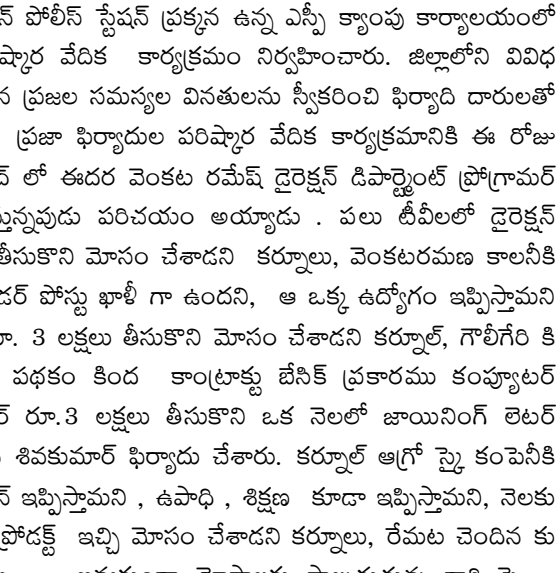 న్ పోలీస్ స్టేషన్ ప్రక్కన ఉన్న ఎస్పీ క్యాంపు కార్యాలయంలో
ష్కార వేదిక కార్యక్రమం నిర్వహించారు. జిల్లాలోని వివిధ
న ప్రజల సమస్యల వినతులను స్వీకరించి ఫిర్యాది దారులతో
ప్రజా ఫిర్యాదుల పరిష్కార వేదిక కార్యక్రమానికి ఈ రోజు
చ్ లో ఈదర వెంకట రమేష్ డైరెక్షన్ డిపార్ట్మెంట్ ప్రోగ్రామర్
స్తున్నవుడు పరిచయం అయ్యాడు . పలు టీవీలలో డైరెక్షన్
తీసుకొని మోసం చేశాడని కర్నూలు, వెంకటరమణ కాలనీకి
డర్ పోస్టు ఖాళీ గా ఉందని, ఆ ఒక్క ఉద్యోగం ఇప్పిస్తామని
రూ. 3 లక్షలు తీసుకొని మోసం చేశాడని కర్నూల్, గౌలీగేరి కి
పథకం కింద కాంట్రాక్టు బేసిక్ ప్రకారము కంప్యూటర్
ర్ రూ.3 లక్షలు తీసుకొని ఒక నెలలో జాయినింగ్ లెటర్
శివకుమార్ ఫిర్యాదు చేశారు. కర్నూల్ ఆగ్రో స్కై కంపెనీకి
న్ ఇప్పిస్తామని , ఉపాధి , శిక్షణ కూడా ఇప్పిస్తామని, నెలకు
ప్రోడక్ట్ ఇచ్చి మోసం చేశాడని కర్నూలు, రేమట చెందిన కు